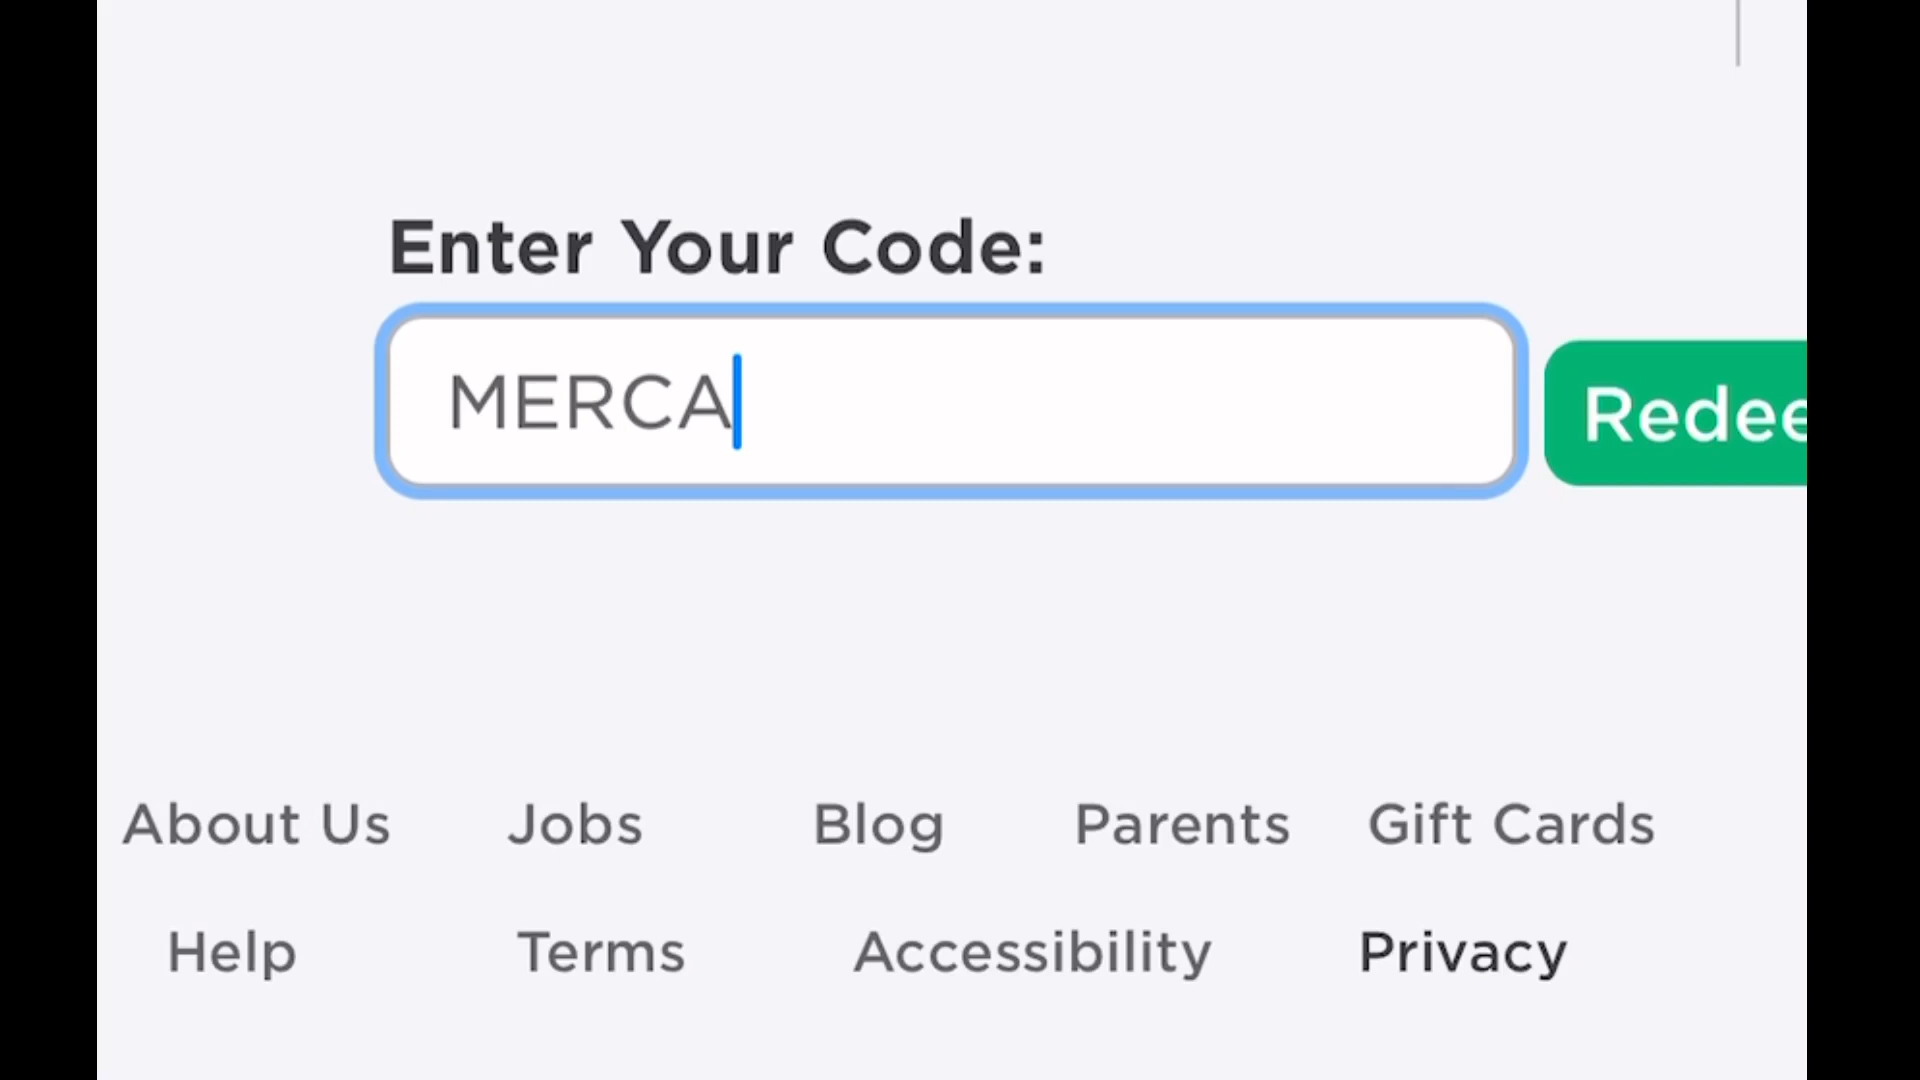 Enter Your Code:
MERCA
Redee
About Us Jobs Blog Parents Gift Cards
Help Terms Accessibility Privacy